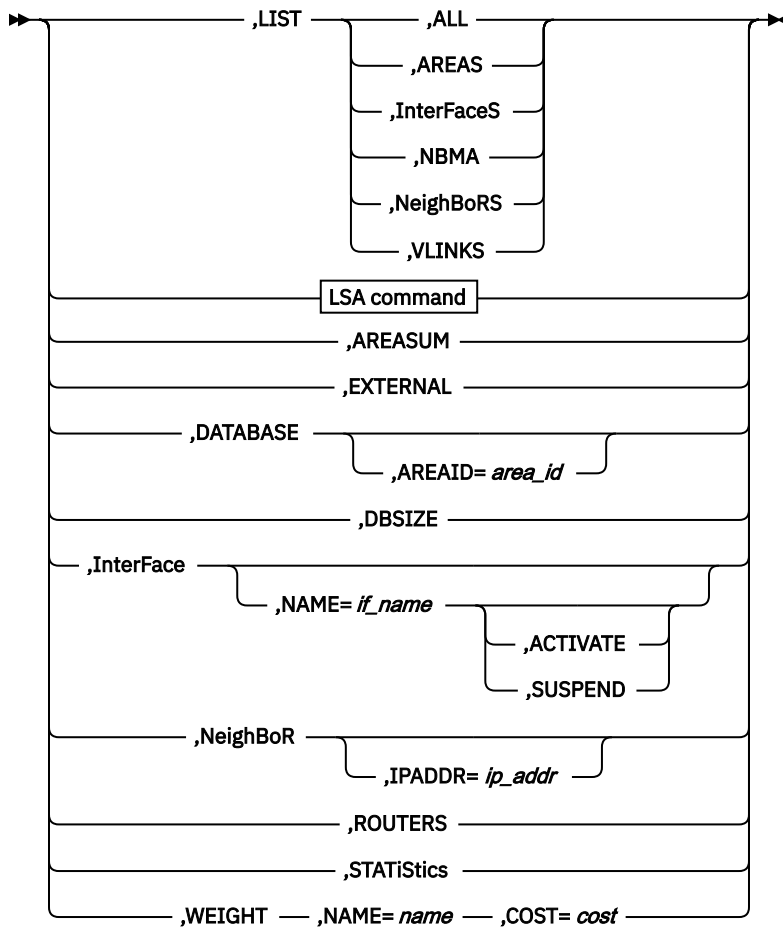 ,LIST ,ALL
,AREAS
,InterFaceS
,NBMA
,NeighBoRS
,VLINKS
LSA command
,AREASUM
,EXTERNAL
,DATABASE
,AREAID= area_id
,DBSIZE
,InterFace
,NAME= if_name
,ACTIVATE
,SUSPEND
,NeighBoR
,IPADDR= ip_addr
,ROUTERS
,STATiStics
,WEIGHT ,NAME= name ,COST= cost